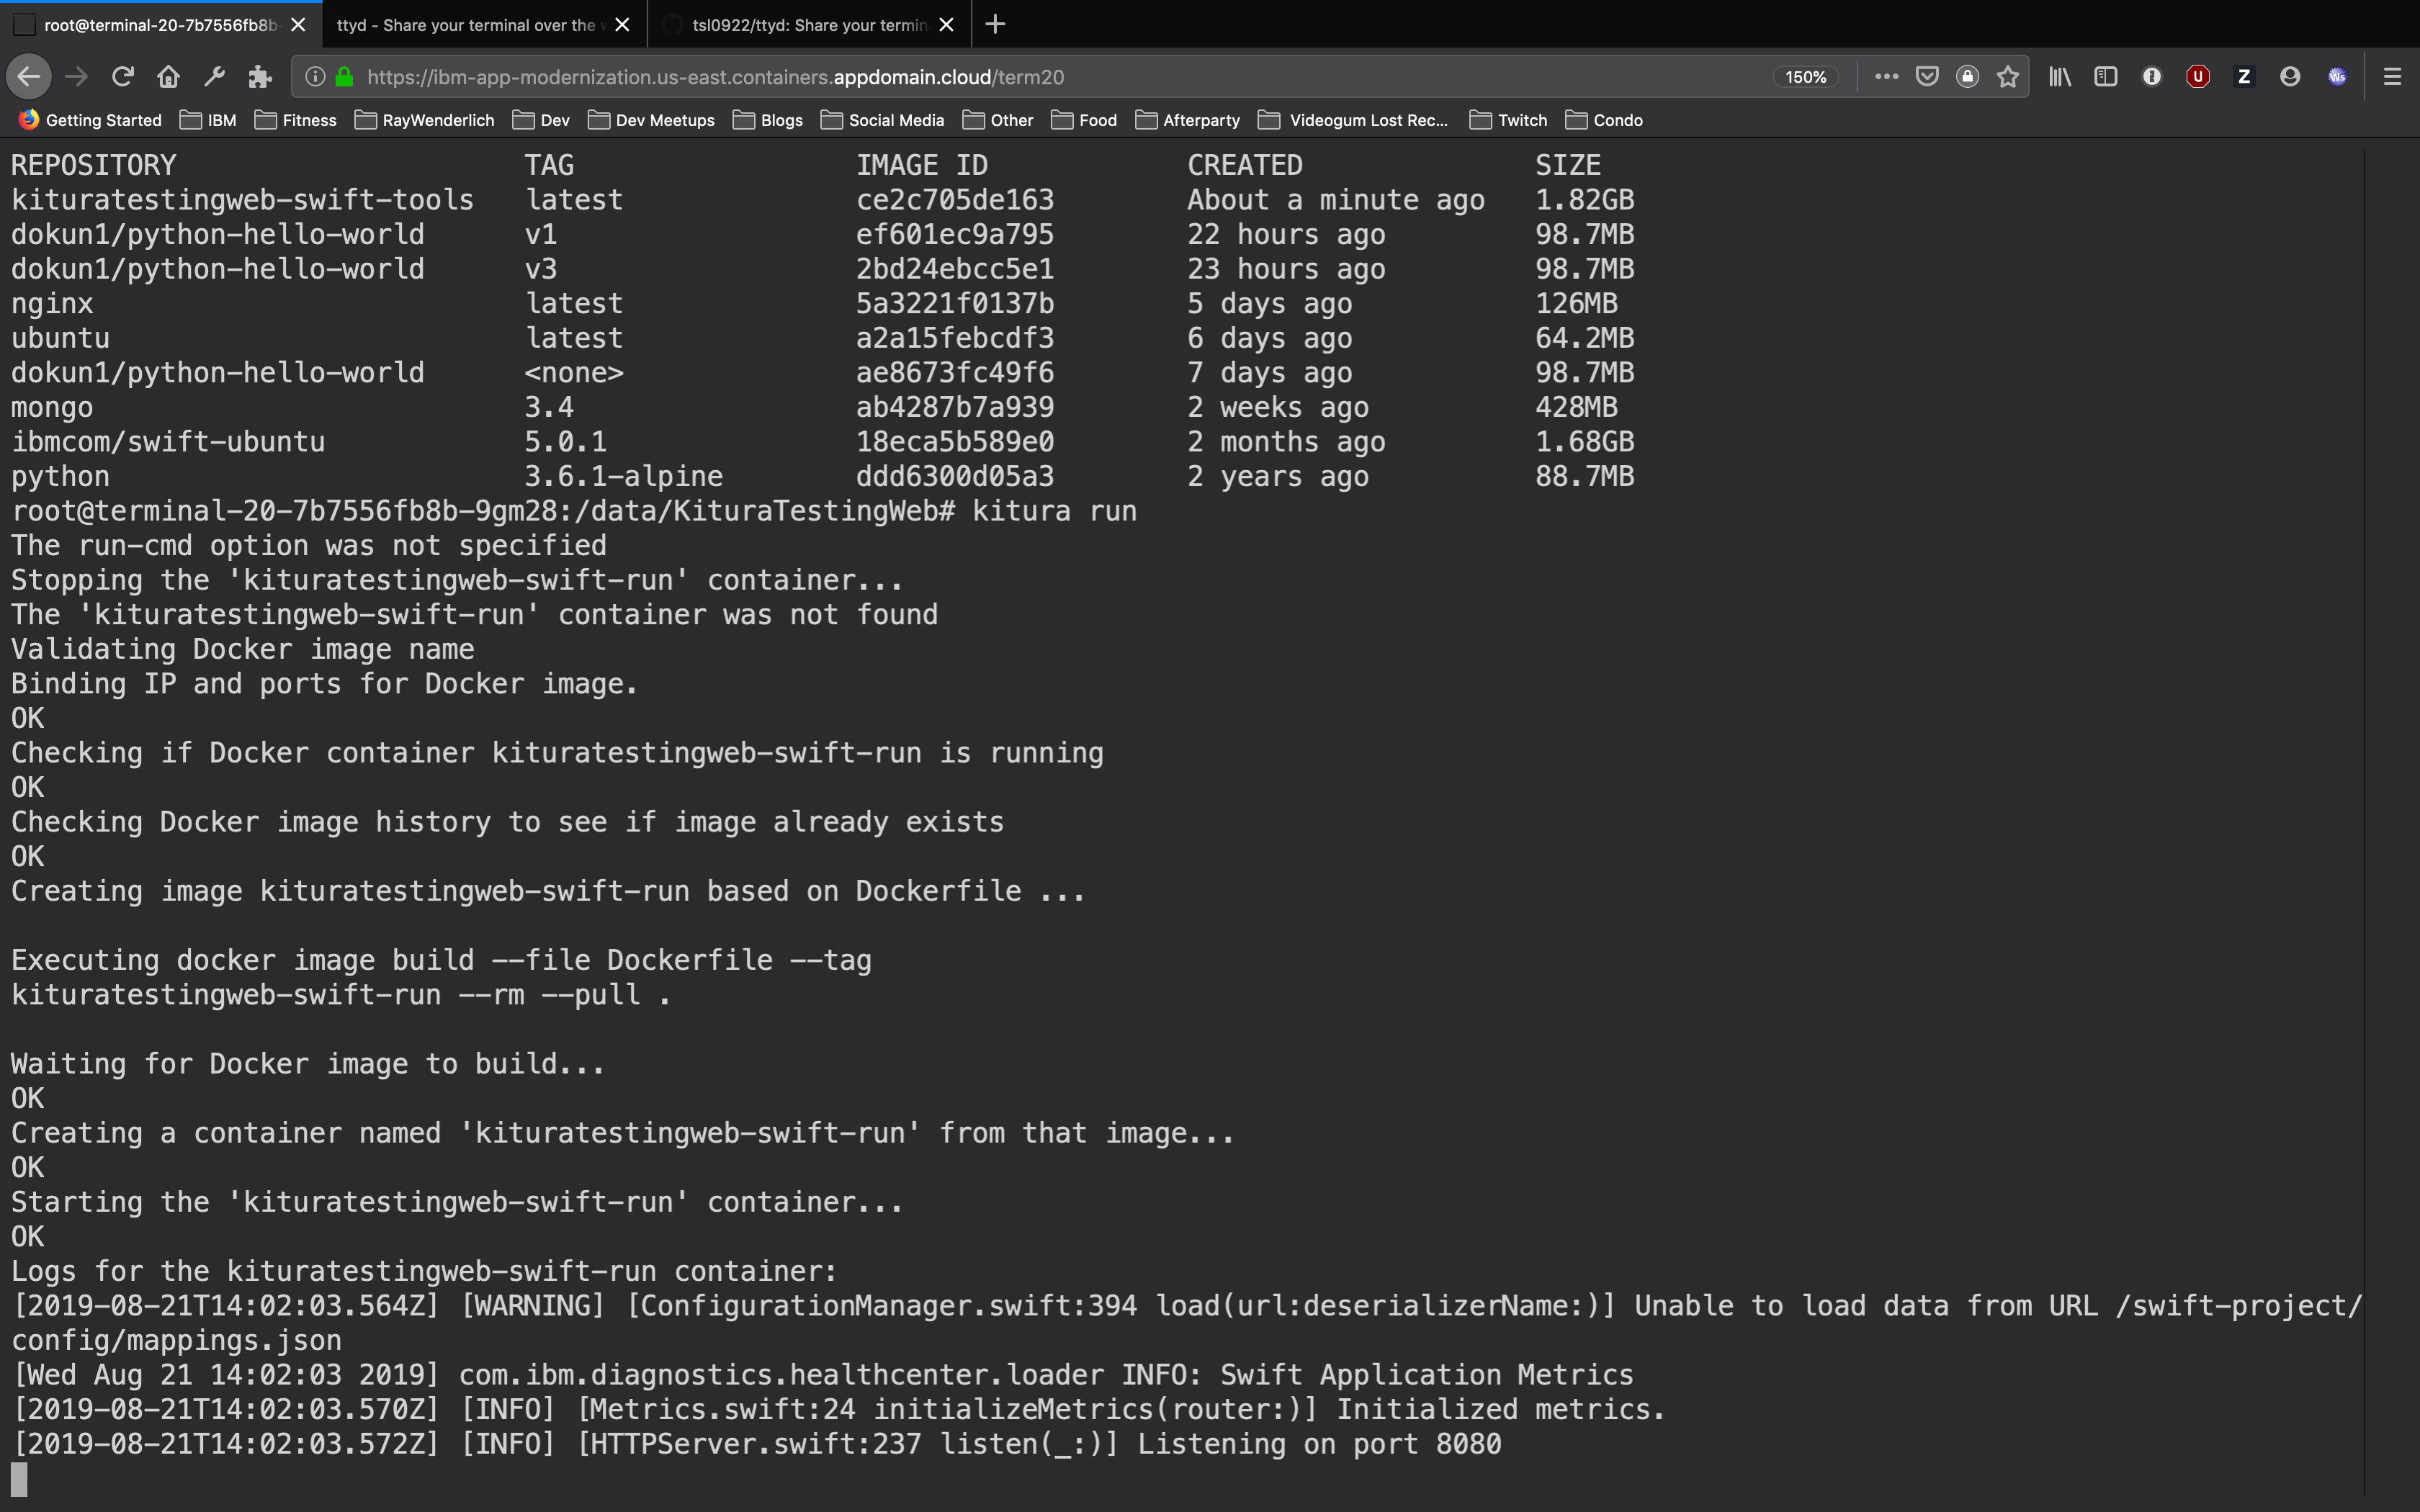 root@terminal-20-7b7556fb8b-
ttyd - Share your terminal over the
tsl0922/ttyd: Share your termin
https://ibm-app-modernization.us-east.containers.appdomain.cloud/term20
150%
Getting Started IBM Fitness RayWenderlich Dev Dev Meetups Blogs Social Media Other Food Afterparty Videogum Lost Rec... Twitch Condo
REPOSITORY TAG IMAGE ID CREATED SIZE
kituratestingweb-swift-tools latest ce2c705de163 About a minute ago 1.82GB
dokun1/python-hello-world v1 ef601ec9a795 22 hours ago 98.7MB
dokun1/python-hello-world v3 2bd24ebcc5e1 23 hours ago 98.7MB
nginx latest 5a3221f0137b 5 days ago 126MB
ubuntu latest a2a15febcdf3 6 days ago 64.2MB
dokun1/python-hello-world <none> ae8673fc49f6 7 days ago 98.7MB
mongo 3.4 ab4287b7a939 2 weeks ago 428MB
ibmcom/swift-ubuntu 5.0.1 18eca5b589e0 2 months ago 1.68GB
python 3.6.1-alpine ddd6300d05a3 2 years ago 88.7MB
root@terminal-20-7b7556fb8b-9gm28:/data/KituraTestingWeb# kitura run
The run-cmd option was not specified
Stopping the 'kituratestingweb-swift-run' container...
The 'kituratestingweb-swift-run' container was not found
Validating Docker image name
Binding IP and ports for Docker image.
OK
Checking if Docker container kituratestingweb-swift-run is running
OK
Checking Docker image history to see if image already exists
OK
Creating image kituratestingweb-swift-run based on Dockerfile ...
Executing docker image build --file Dockerfile --tag
kituratestingweb-swift-run --rm --pull .
Waiting for Docker image to build...
OK
Creating a container named 'kituratestingweb-swift-run' from that image...
OK
Starting the 'kituratestingweb-swift-run' container...
OK
Logs for the kituratestingweb-swift-run container:
[2019-08-21T14:02:03.564Z] [WARNING] [ConfigurationManager.swift:394 load(url:deserializerName:)] Unable to load data from URL /swift-project/
config/mappings.json
[Wed Aug 21 14:02:03 2019] com.ibm.diagnostics.healthcenter.loader INFO: Swift Application Metrics
[2019-08-21T14:02:03.570Z] [INFO] [Metrics.swift:24 initializeMetrics(router:)] Initialized metrics.
[2019-08-21T14:02:03.572Z] [INFO] [HTTPServer.swift:237 listen(_:)] Listening on port 8080